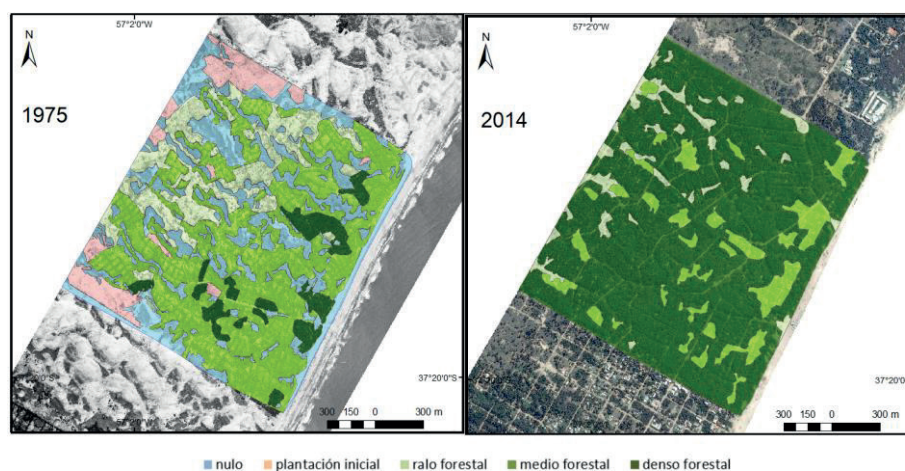 57°2'0"W
N
1975
37°20'0"S
300 150 0 300 m
57°2'0"W
N
2014
37°20'0"S
300 150 0 300 m
nulo plantación inicial ralo forestal medio forestal denso forestal